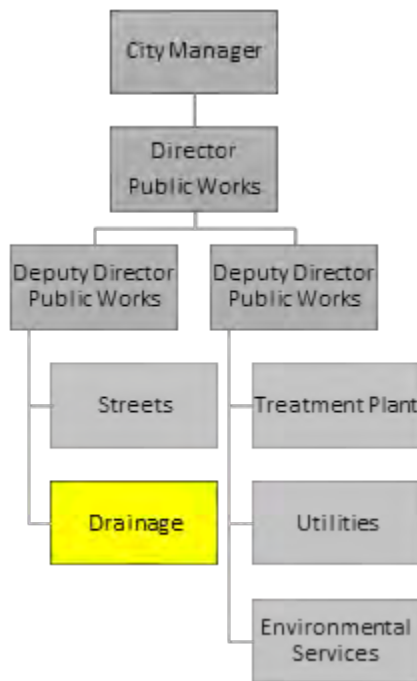 City Manager
Director
Public Works
Deputy Director
Public Works
Deputy Director
Public Works
Streets
Drainage
Treatment Plant
Utilities
Environmental
Services